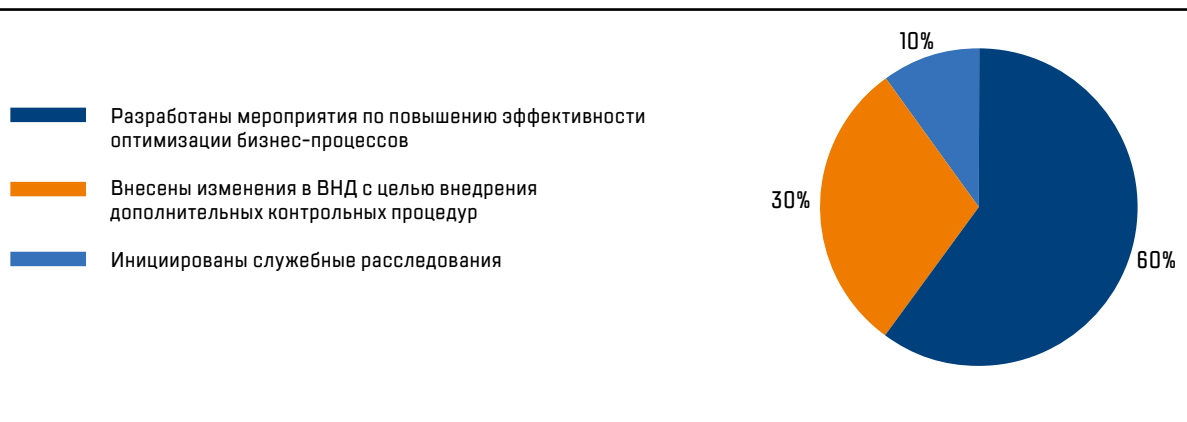 10%
Разработаны мероприятия по повышению эффективности
оптимизации бизнес-процессов
Внесены изменения в ВНД с целью внедрения
дополнительных контрольных процедур
30%
Инициированы служебные расследования
60%